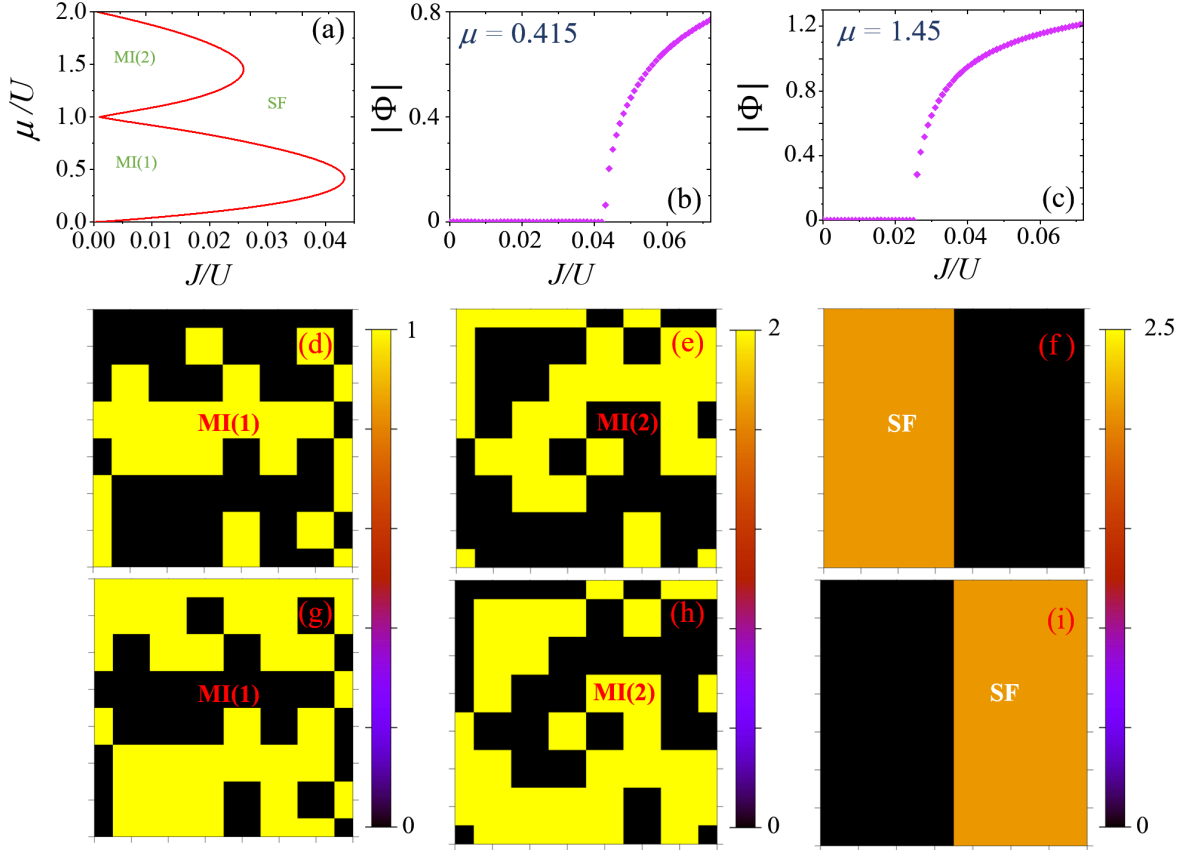 (a)
2.0
1.5
1.0
0.5
0.0
μ/U
MI(2)
SF
MI(1)
0.00 0.01 0.02 0.03 0.04
J/U
μ = 0.415
0.8
0.4
0
|Φ|
(b)
0 0.02 0.04 0.06
J/U
μ = 1.45
1.2
0.8
0.4
0
|Φ|
(c)
0 0.02 0.04 0.06
J/U
(d)
MI(1)
1
0
(e)
MI(2)
2
0
(f )
SF
2.5
0
(g)
MI(1)
(h)
MI(2)
(i)
SF